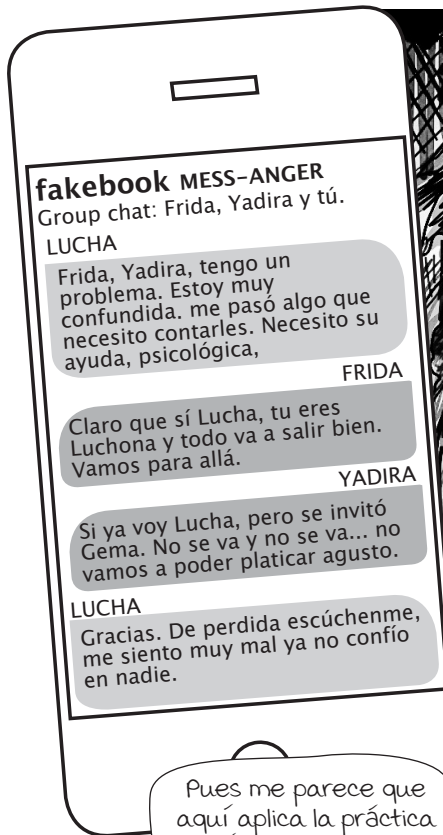 fakebook MESS-ANGER
Group chat: Frida, Yadira y tú.
LUCHA
Frida, Yadira, tengo un
problema. Estoy muy
confundida. me pasó algo que
necesito contarles. Necesito su
ayuda, psicológica,
FRIDA
Claro que sí Lucha, tu eres
Luchona y todo va a salir bien.
Vamos para allá.
YADIRA
Si ya voy Lucha, pero se invitó
Gema. No se va y no se va... no
vamos a poder platicar agusto.
LUCHA
Gracias. De perdida escúchenme,
me siento muy mal ya no confío
en nadie.
Pues me parece que
aquí aplica la práctica